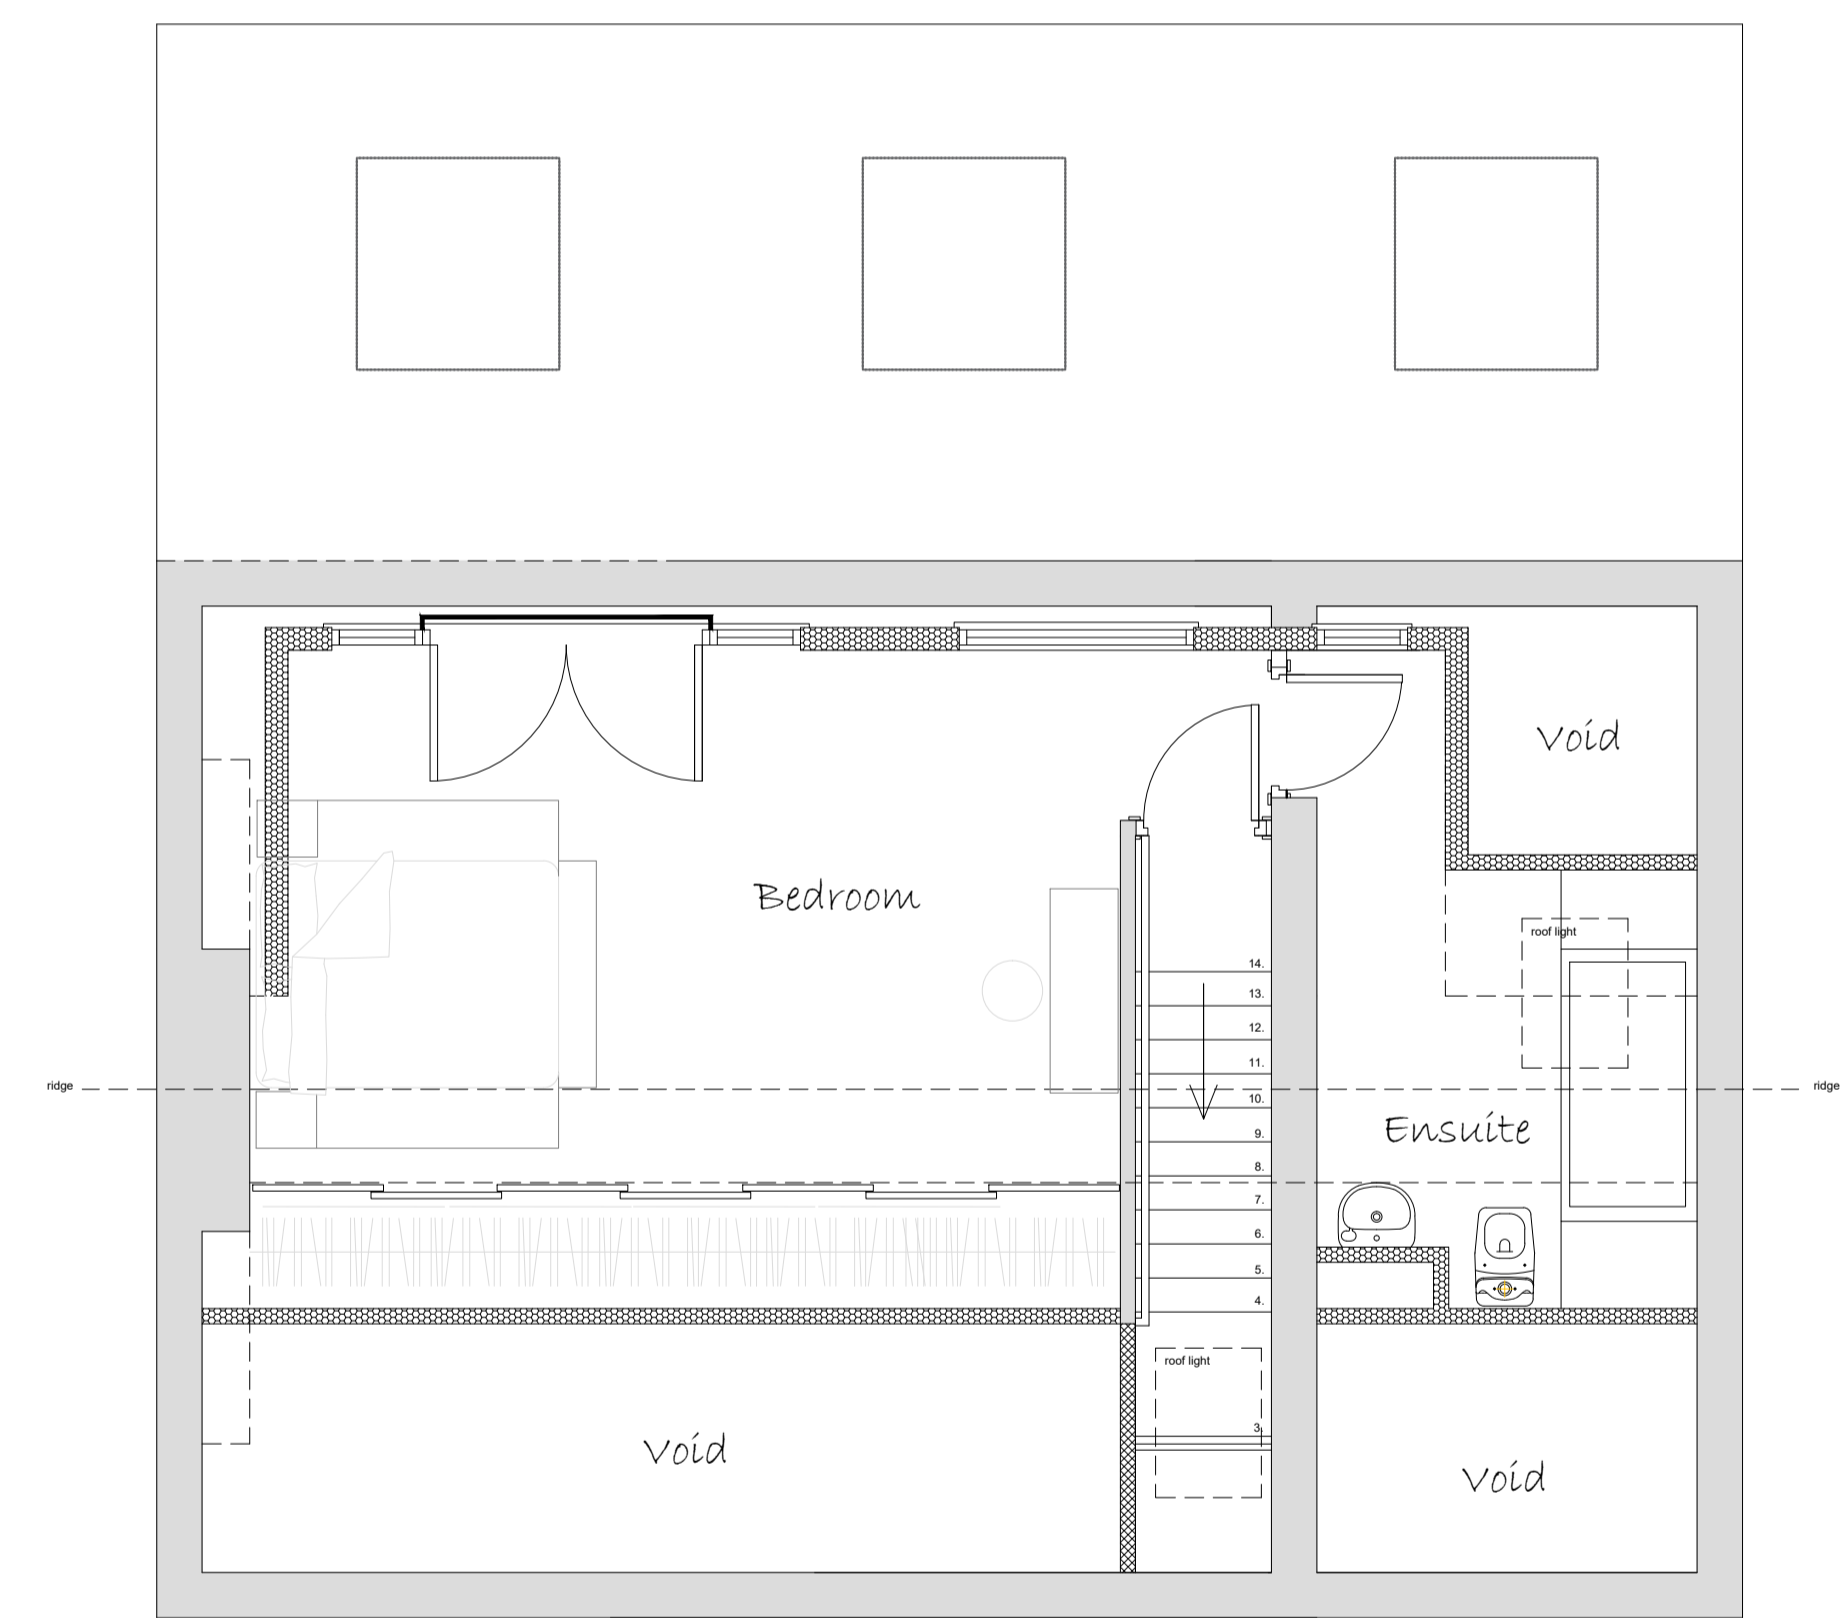 Void
Bedroom
roof light
14.
13.
12.
11.
ridge
ridge
10.
Ensuite
9.
8.
7.
6.
5.
4.
roof light
3.
Void
Void